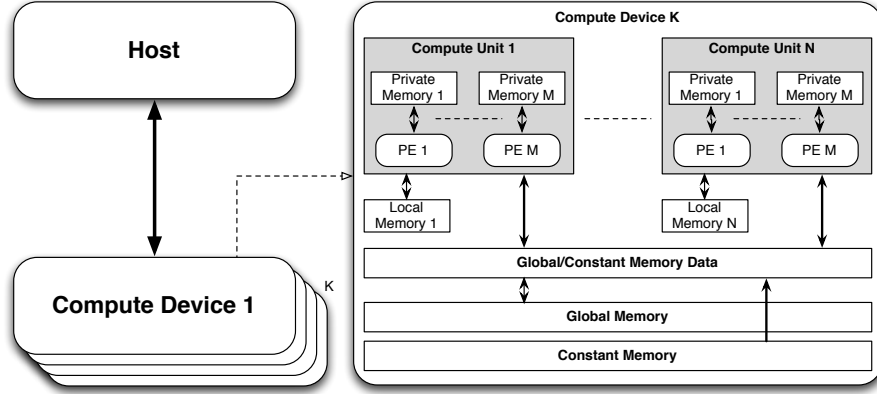 Host
Compute Device 1
K
Compute Device K
Compute Unit 1
Private
Memory 1
Private
Memory M
PE 1
PE M
Local
Memory 1
Compute Unit N
Private
Memory 1
Private
Memory M
PE 1
PE M
Local
Memory N
Global/Constant Memory Data
Global Memory
Constant Memory